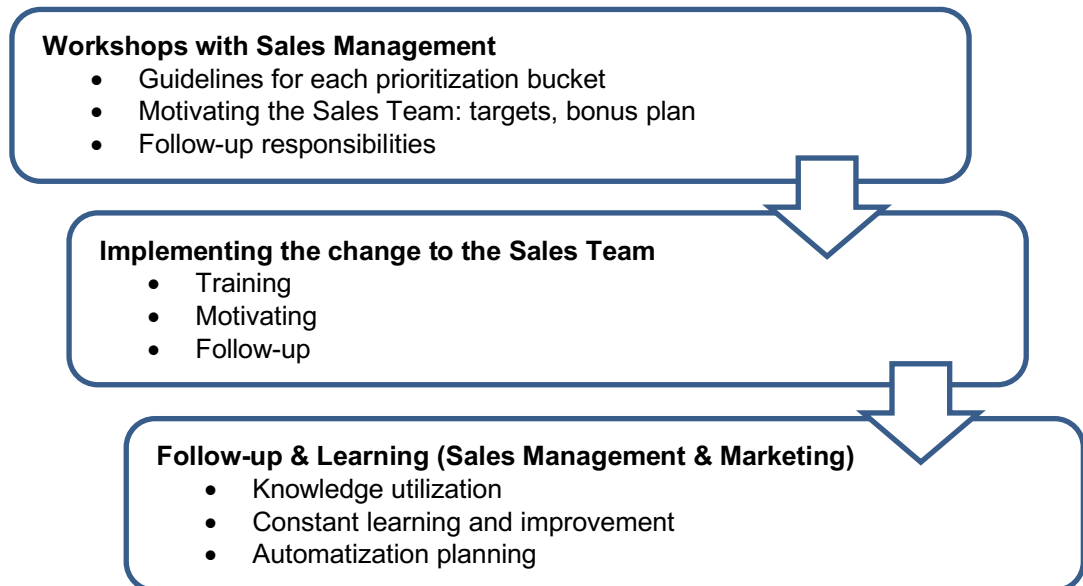 Workshops with Sales Management
• Guidelines for each prioritization bucket
• Motivating the Sales Team: targets, bonus plan
• Follow-up responsibilities
Implementing the change to the Sales Team
• Training
• Motivating
• Follow-up
Follow-up & Learning (Sales Management & Marketing)
• Knowledge utilization
• Constant learning and improvement
• Automatization planning